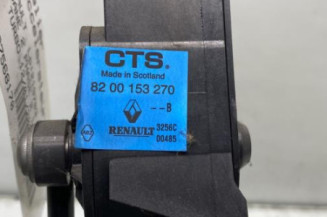 CTS.
Made in Scotland
82 00 153 270
--B
RENAULT
3256C
00485